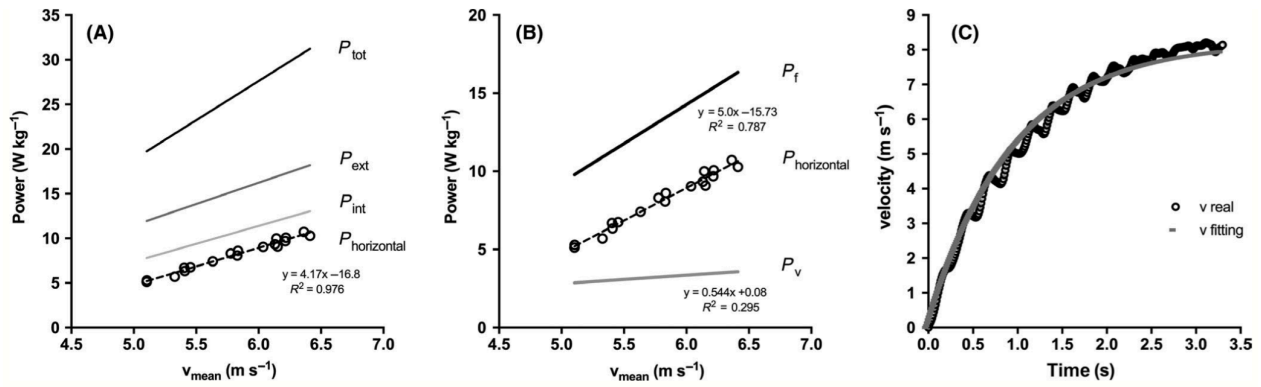 (A)
Power (W kg⁻¹)
35
30
25
20
15
10
5
0
P_tot
P_ext
P_int
P_horizontal
y = 4.17x −16.8
R² = 0.976
4.5 5.0 5.5 6.0 6.5 7.0
v_mean (m s⁻¹)
(B)
Power (W kg⁻¹)
20
15
10
5
0
P_f
y = 5.0x −15.73
R² = 0.787
P_horizontal
P_v
y = 0.544x +0.08
R² = 0.295
4.5 5.0 5.5 6.0 6.5 7.0
v_mean (m s⁻¹)
(C)
velocity (m s⁻¹)
9
8
7
6
5
4
3
2
1
0
v real
v fitting
0.0 0.5 1.0 1.5 2.0 2.5 3.0 3.5
Time (s)